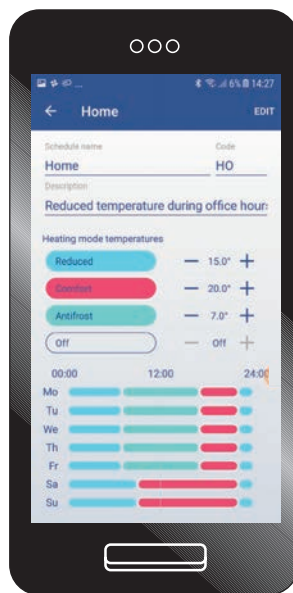 6% 14:27
Home EDIT
Schedule name Code
Home HO
Description
Reduced temperature during office hour
Heating mode temperatures
Reduced 15.0°
Comfort 20.0°
Antifrost 7.0°
Off Off
00:00 12:00 24:00
Mo
Tu
We
Th
Fr
Sa
Su